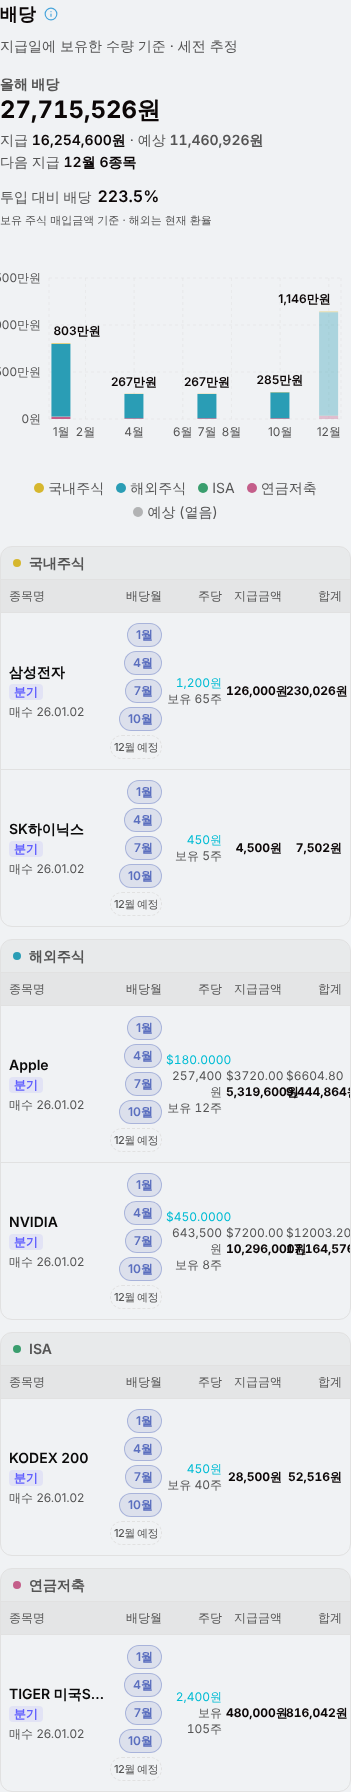 배당
지급일에 보유한 수량 기준 · 세전 추정
올해 배당
27,715,526원
지급 16,254,600원 · 예상 11,460,926원
다음 지급 12월 6종목
투입 대비 배당 223.5%
보유 주식 매입금액 기준 · 해외는 현재 환율
500만원
000만원
500만원
0원
803만원
267만원
267만원
285만원
1,146만원
1월 2월 4월 6월 7월 8월 10월 12월
국내주식 해외주식 ISA 연금저축
예상 (옅음)
국내주식
종목명 배당월 주당 지급금액 합계
삼성전자
분기
매수 26.01.02
1월
4월
7월
10월
12월 예정
1,200원
보유 65주
126,000원
230,026원
SK하이닉스
분기
매수 26.01.02
1월
4월
7월
10월
12월 예정
450원
보유 5주
4,500원
7,502원
해외주식
종목명 배당월 주당 지급금액 합계
Apple
분기
매수 26.01.02
1월
4월
7월
10월
12월 예정
$180.0000
257,400
원
보유 12주
$3720.00
5,319,600원
$6604.80
NVIDIA
분기
매수 26.01.02
1월
4월
7월
10월
12월 예정
$450.0000
643,500
원
보유 8주
$7200.00
10,296,000원
$12003.20
ISA
종목명 배당월 주당 지급금액 합계
KODEX 200
분기
매수 26.01.02
1월
4월
7월
10월
12월 예정
450원
보유 40주
28,500원
52,516원
연금저축
종목명 배당월 주당 지급금액 합계
TIGER 미국S...
분기
매수 26.01.02
1월
4월
7월
10월
12월 예정
2,400원
보유
105주
480,000원
816,042원